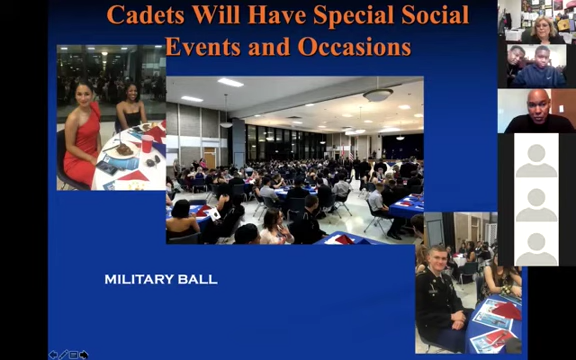 Cadets Will Have Special Social
Events and Occasions
MILITARY BALL